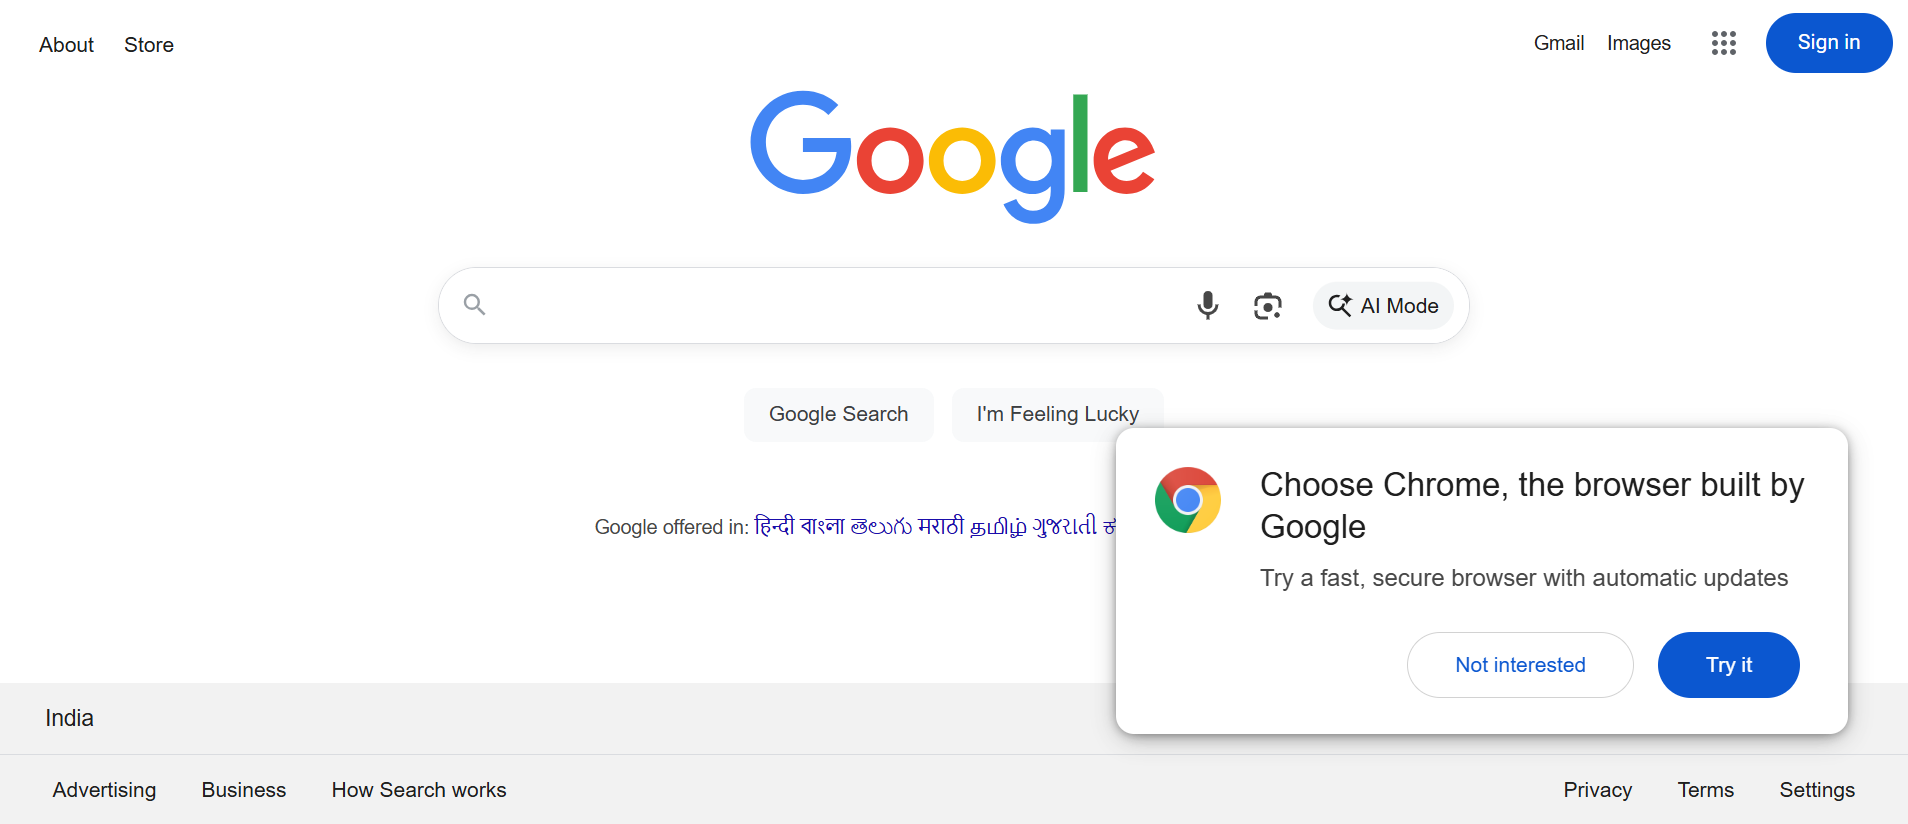 About Store
Gmail Images Sign in
Google
AI Mode
Google Search I'm Feeling Lucky
Google offered in: हिन्दी বাংলা తెలుగు मराठी தமிழ் ગુજરાતી
Choose Chrome, the browser built by
Google
Try a fast, secure browser with automatic updates
Not interested Try it
India
Advertising Business How Search works
Privacy Terms Settings